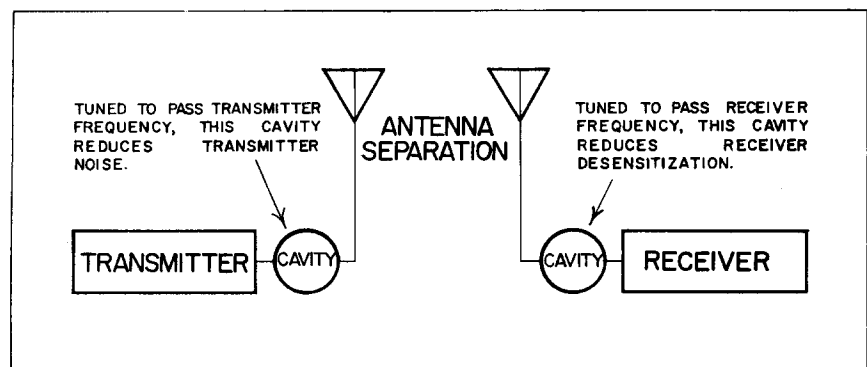 TUNED TO PASS TRANSMITTER
FREQUENCY, THIS CAVITY
REDUCES TRANSMITTER
NOISE.
ANTENNA
SEPARATION
TUNED TO PASS RECEIVER
FREQUENCY, THIS CAVITY
REDUCES RECEIVER
DESENSITIZATION.
TRANSMITTER
CAVITY
CAVITY
RECEIVER